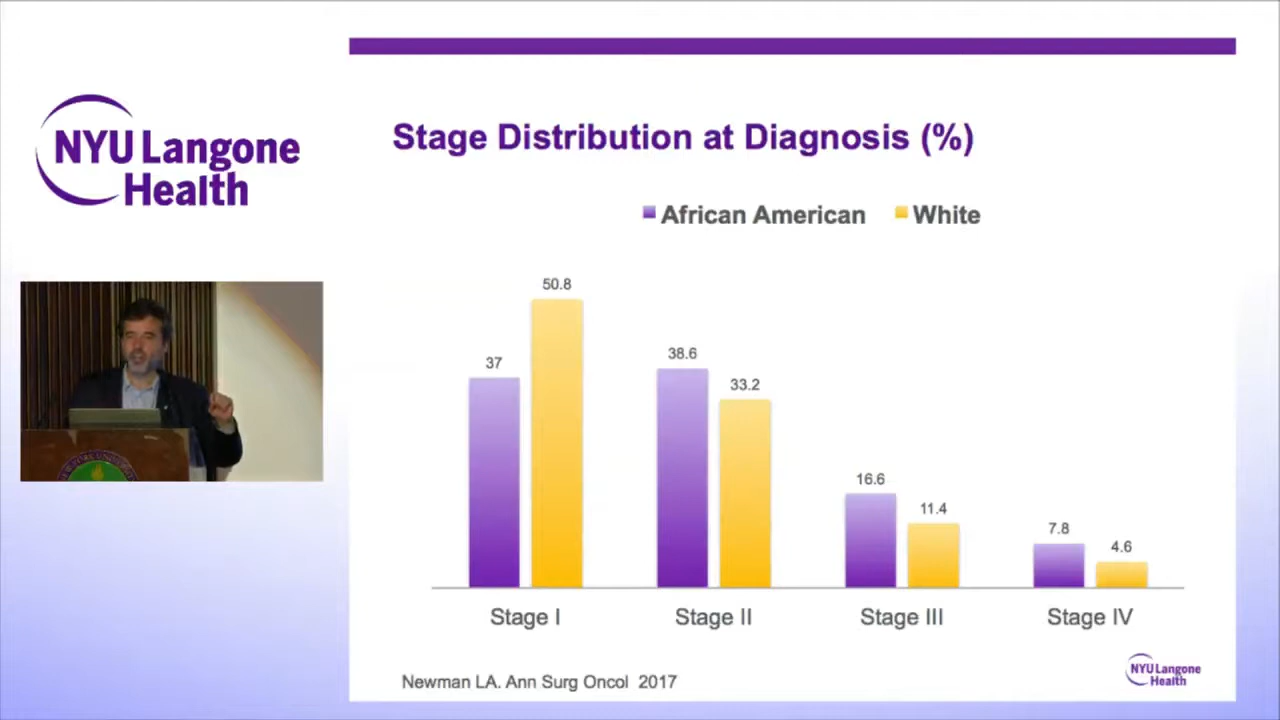 NYU Langone
Health
Stage Distribution at Diagnosis (%)
African American White
50.8
37
38.6
33.2
16.6
11.4
7.8
4.6
Stage I Stage II Stage III Stage IV
Newman LA. Ann Surg Oncol 2017
NYU Langone
Health